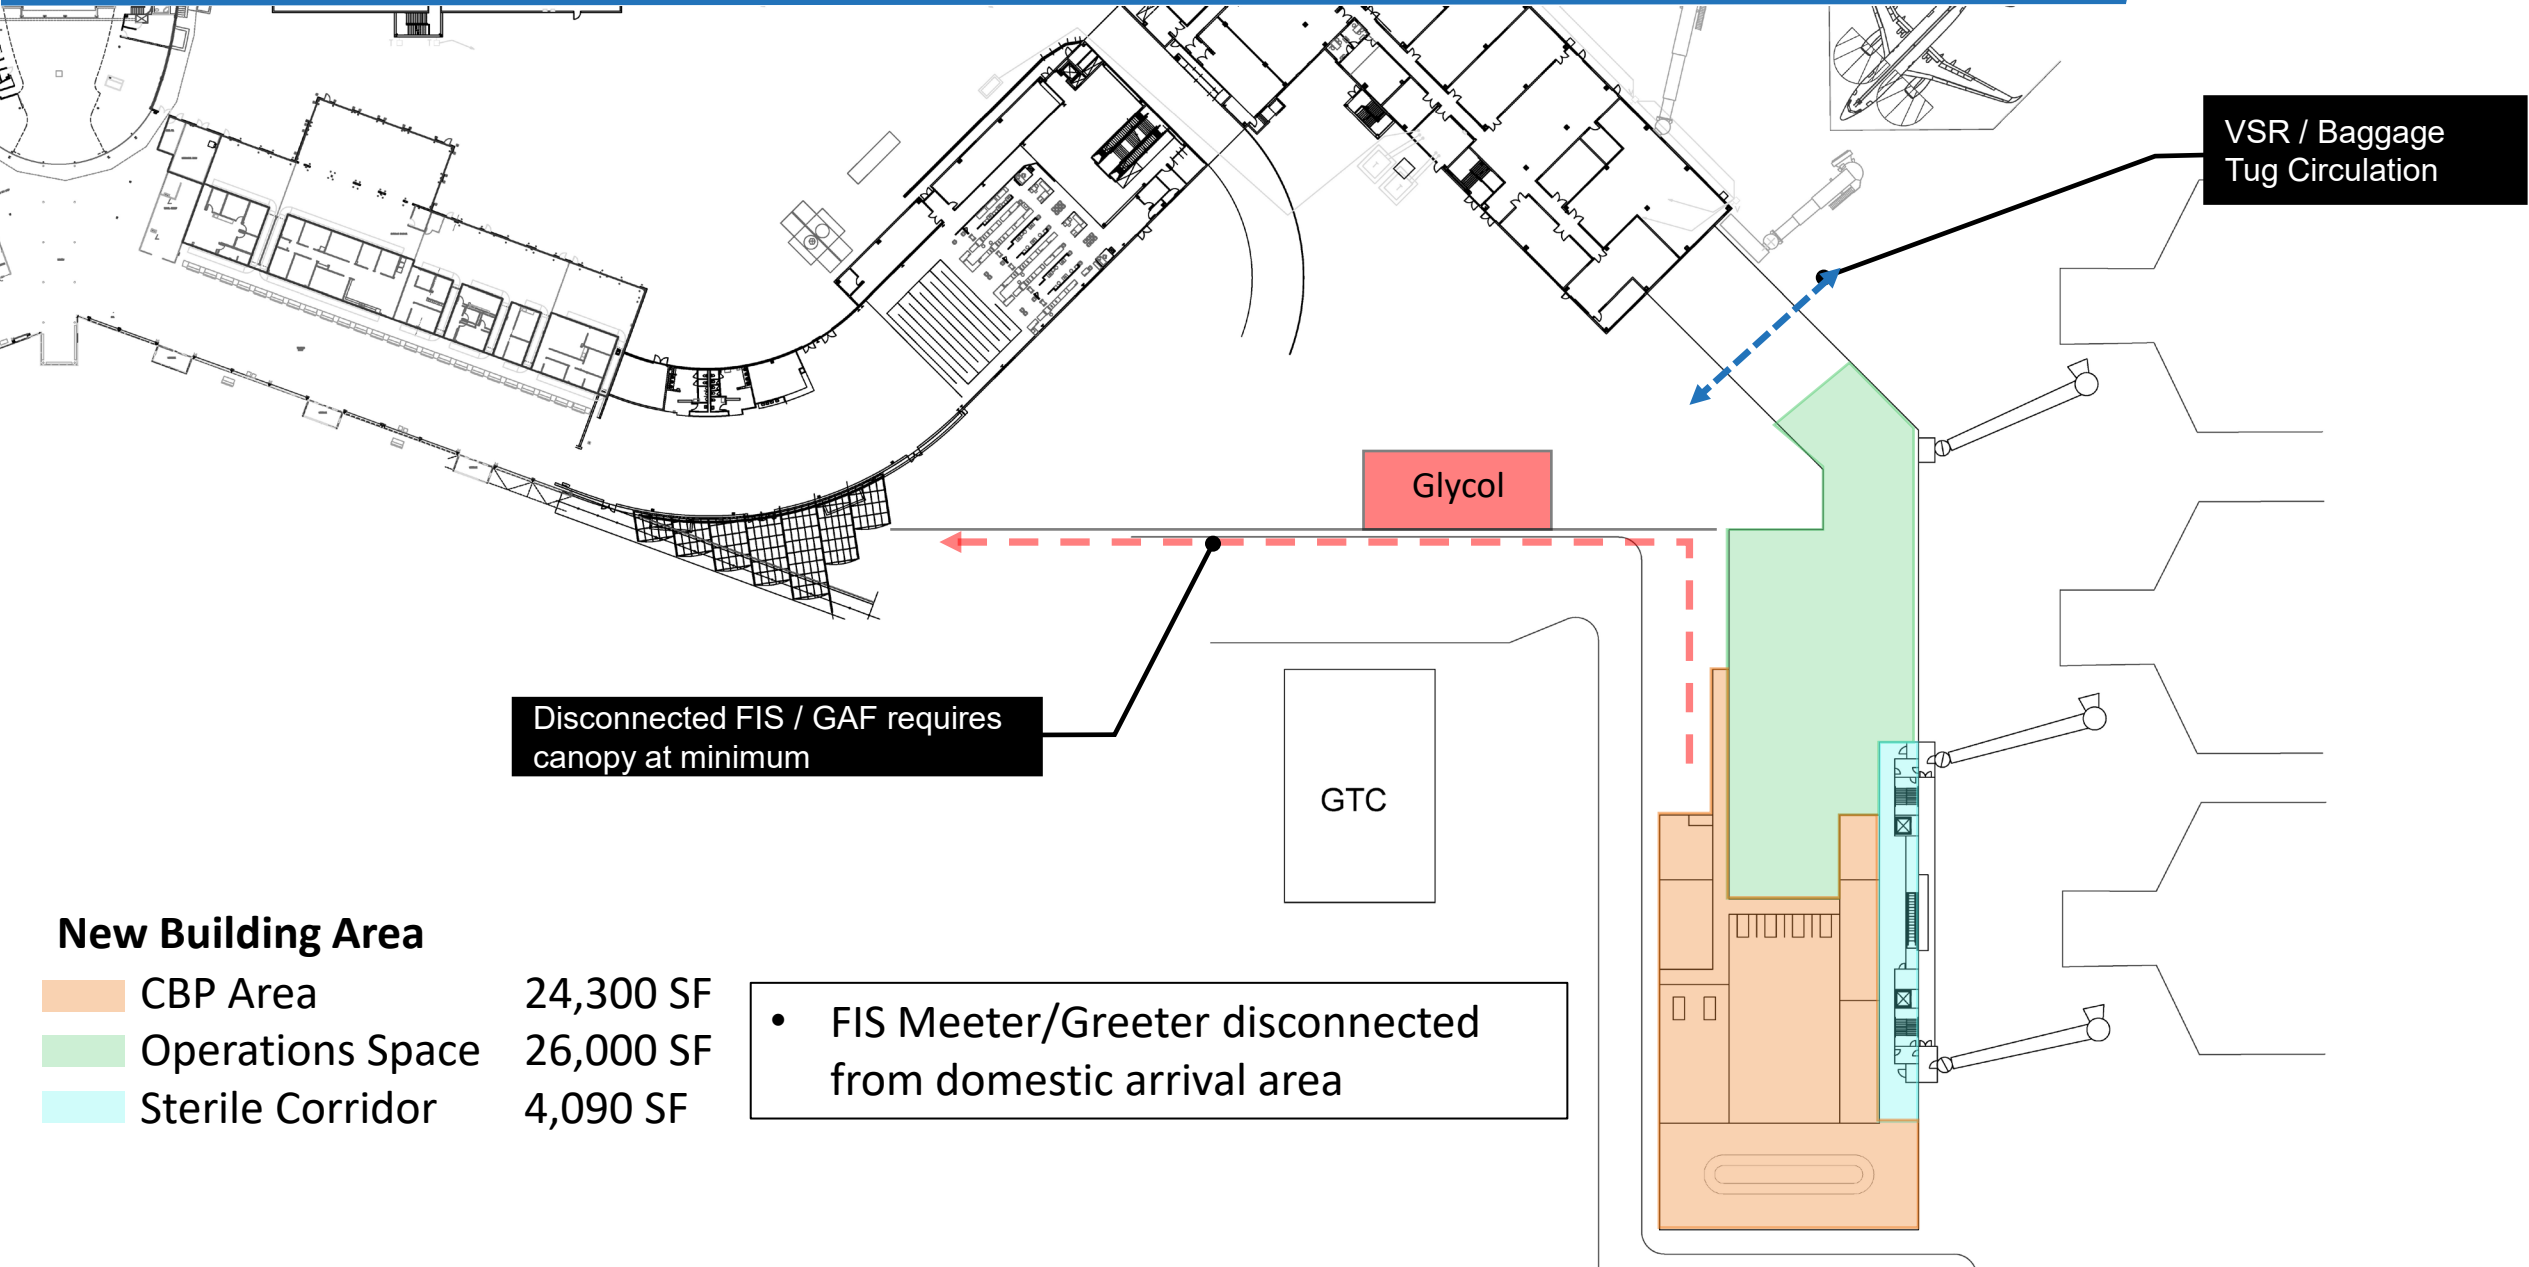 VSR / Baggage
Tug Circulation
Glycol
Disconnected FIS / GAF requires
canopy at minimum
GTC
New Building Area
CBP Area 24,300 SF
Operations Space 26,000 SF
Sterile Corridor 4,090 SF
• FIS Meeter/Greeter disconnected
from domestic arrival area